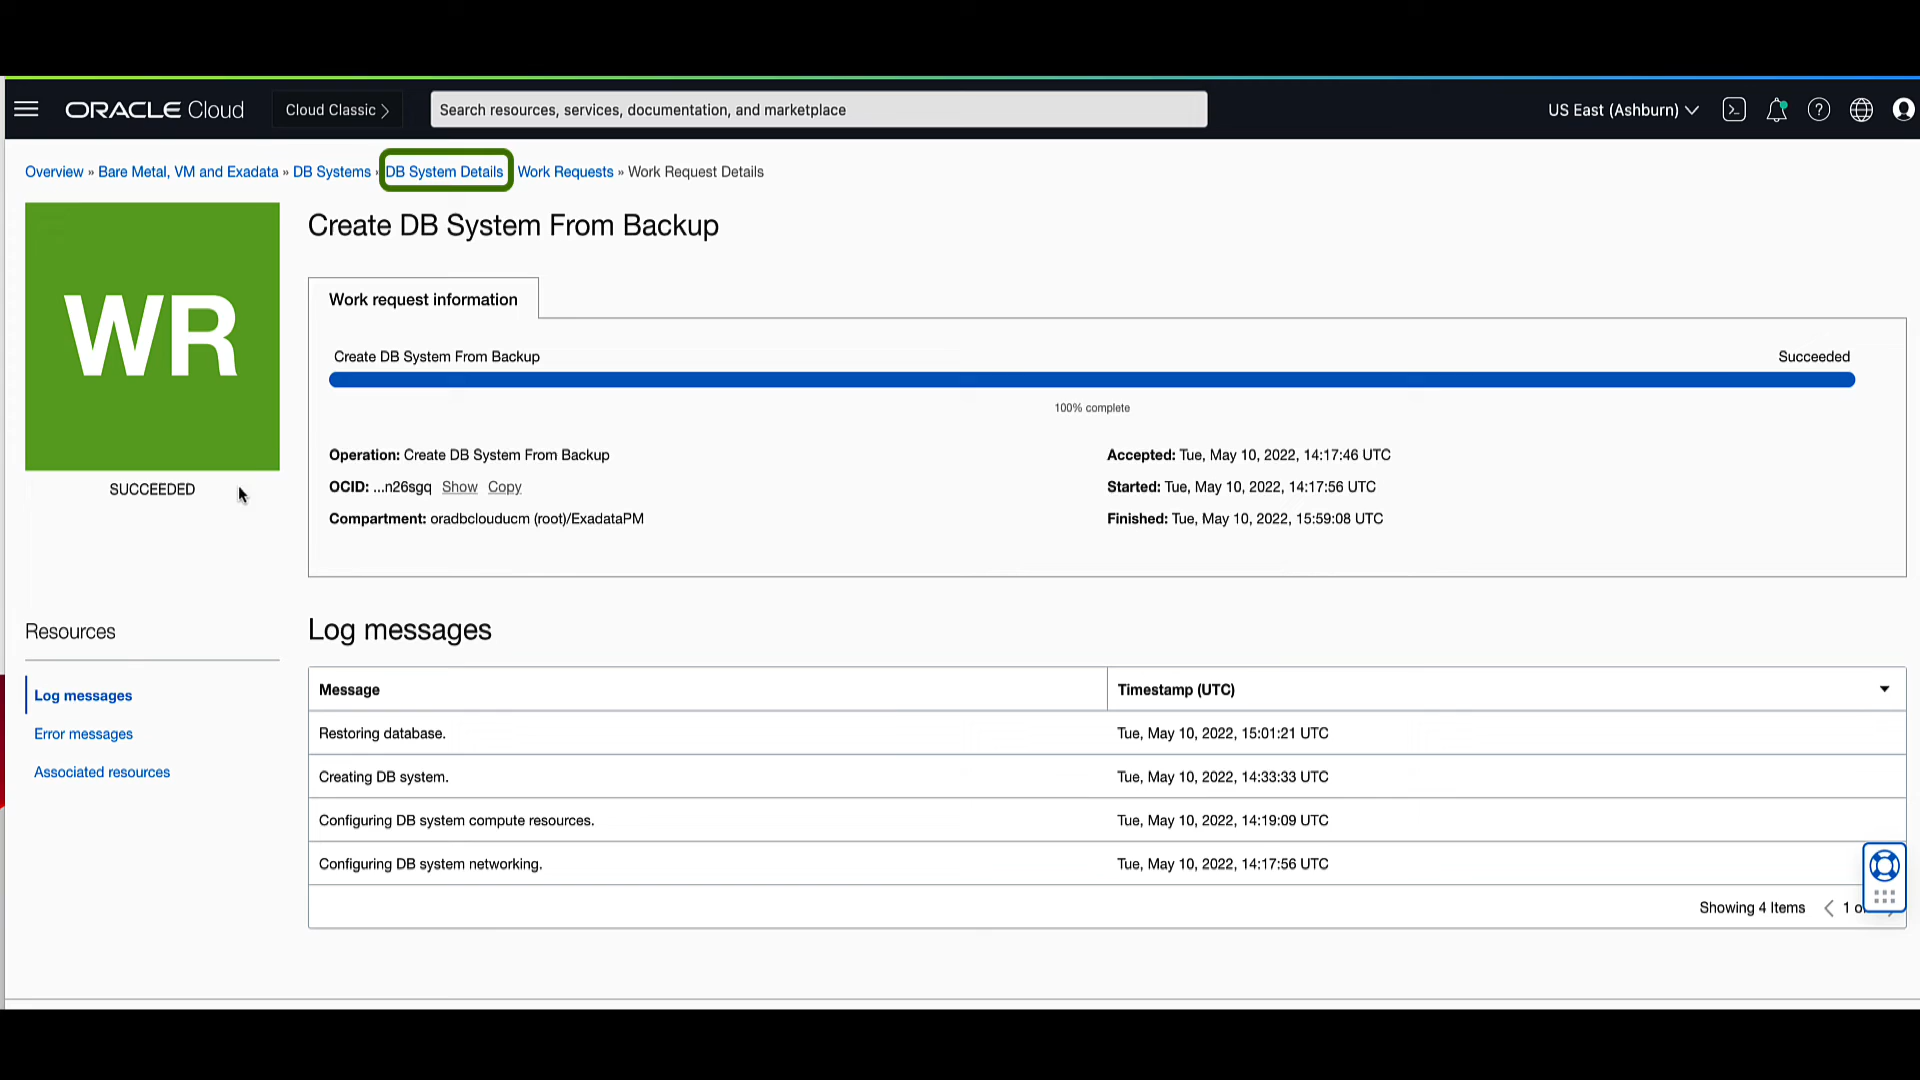 ORACLE Cloud
Cloud Classic
Search resources, services, documentation, and marketplace
US East (Ashburn)
Overview » Bare Metal, VM and Exadata » DB Systems » DB System Details Work Requests » Work Request Details
WR
SUCCEEDED
Create DB System From Backup
Work request information
Create DB System From Backup Succeeded
100% complete
Operation: Create DB System From Backup
OCID: ...n26sgq Show Copy
Compartment: oradbclouducm (root)/ExadataPM
Accepted: Tue, May 10, 2022, 14:17:46 UTC
Started: Tue, May 10, 2022, 14:17:56 UTC
Finished: Tue, May 10, 2022, 15:59:08 UTC
Resources
Log messages
Error messages
Associated resources
Log messages
Message Timestamp (UTC)
Restoring database. Tue, May 10, 2022, 15:01:21 UTC
Creating DB system. Tue, May 10, 2022, 14:33:33 UTC
Configuring DB system compute resources. Tue, May 10, 2022, 14:19:09 UTC
Configuring DB system networking. Tue, May 10, 2022, 14:17:56 UTC
Showing 4 Items 1